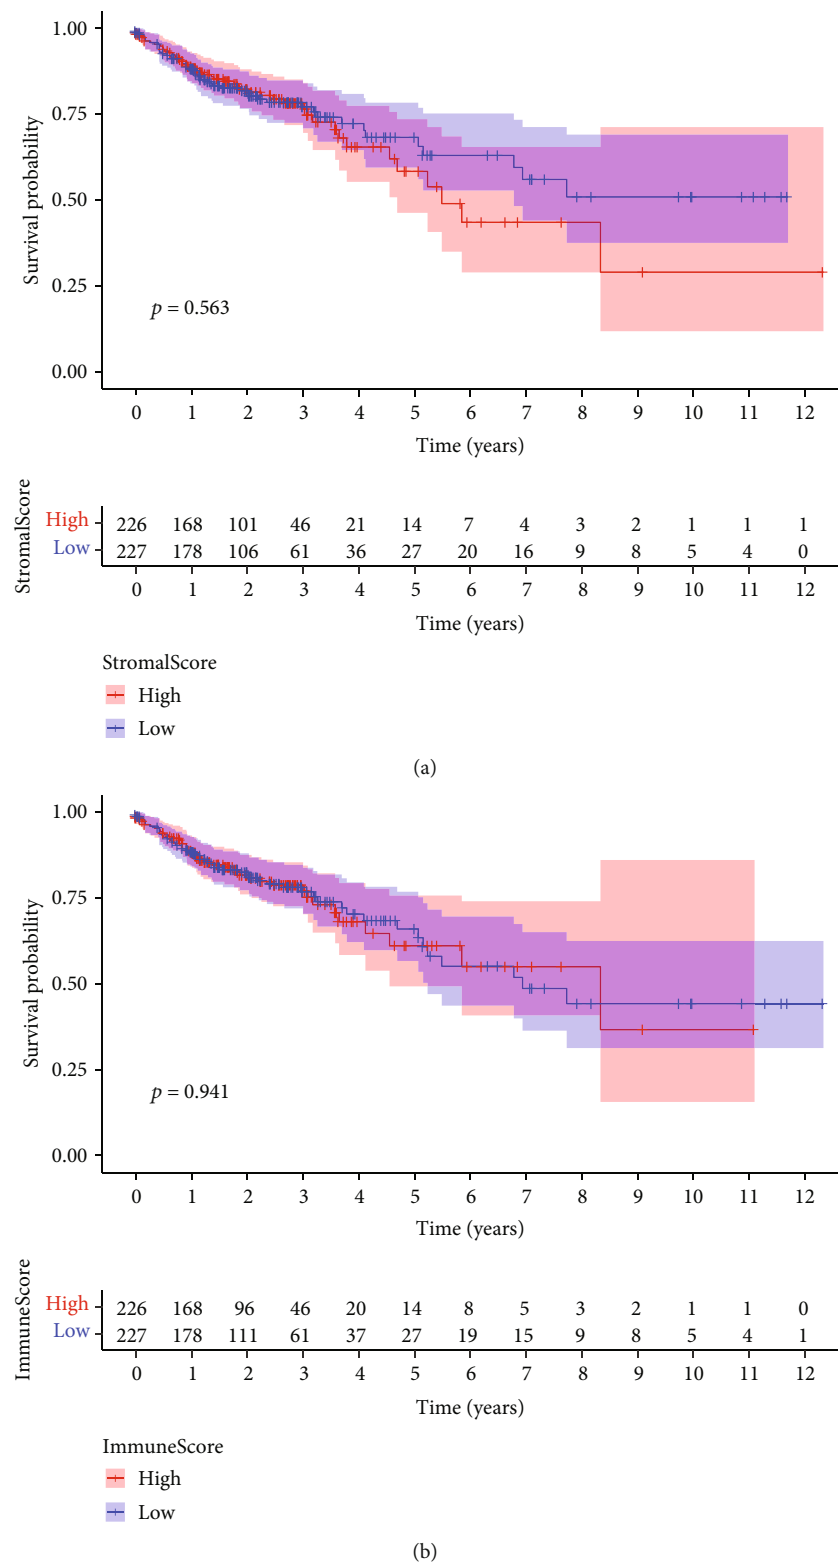 1.00
0.75
0.50
0.25
0.00
Survival probability
p = 0.563
0 1 2 3 4 5 6 7 8 9 10 11 12
Time (years)
StromalScore
High 226 168 101 46 21 14 7 4 3 2 1 1 1
Low 227 178 106 61 36 27 20 16 9 8 5 4 0
0 1 2 3 4 5 6 7 8 9 10 11 12
Time (years)
StromalScore
High
Low
(a)
1.00
0.75
0.50
0.25
0.00
Survival probability
p = 0.941
0 1 2 3 4 5 6 7 8 9 10 11 12
Time (years)
ImmuneScore
High 226 168 96 46 20 14 8 5 3 2 1 1 0
Low 227 178 111 61 37 27 19 15 9 8 5 4 1
0 1 2 3 4 5 6 7 8 9 10 11 12
Time (years)
ImmuneScore
High
Low
(b)